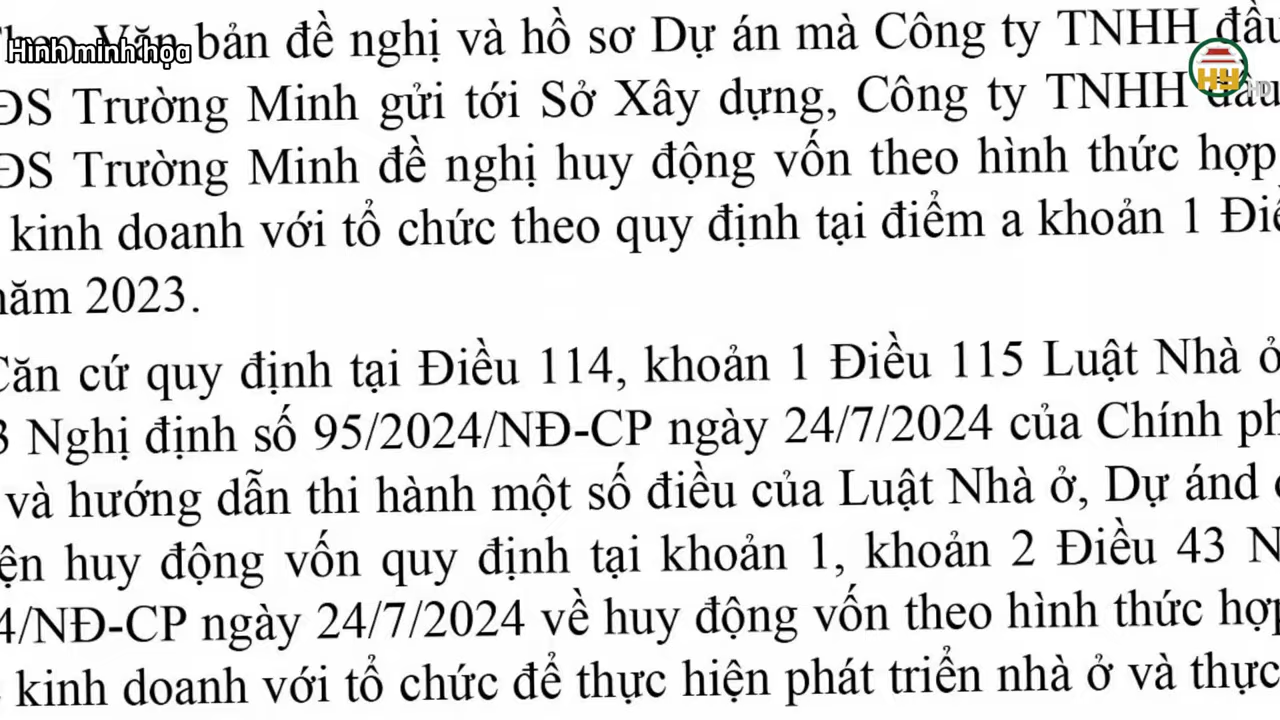 Hình minh họa
Văn bản đề nghị và hồ sơ Dự án mà Công ty TNHH đầu
ĐS Trường Minh gửi tới Sở Xây dựng, Công ty TNHH đầu
ĐS Trường Minh đề nghị huy động vốn theo hình thức hợp
kinh doanh với tổ chức theo quy định tại điểm a khoản 1 Điề
năm 2023.
Căn cứ quy định tại Điều 114, khoản 1 Điều 115 Luật Nhà ở
3 Nghị định số 95/2024/NĐ-CP ngày 24/7/2024 của Chính ph
và hướng dẫn thi hành một số điều của Luật Nhà ở, Dự ánd
ện huy động vốn quy định tại khoản 1, khoản 2 Điều 43 N
4/NĐ-CP ngày 24/7/2024 về huy động vốn theo hình thức hợp
kinh doanh với tổ chức để thực hiện phát triển nhà ở và thực
HY
HD